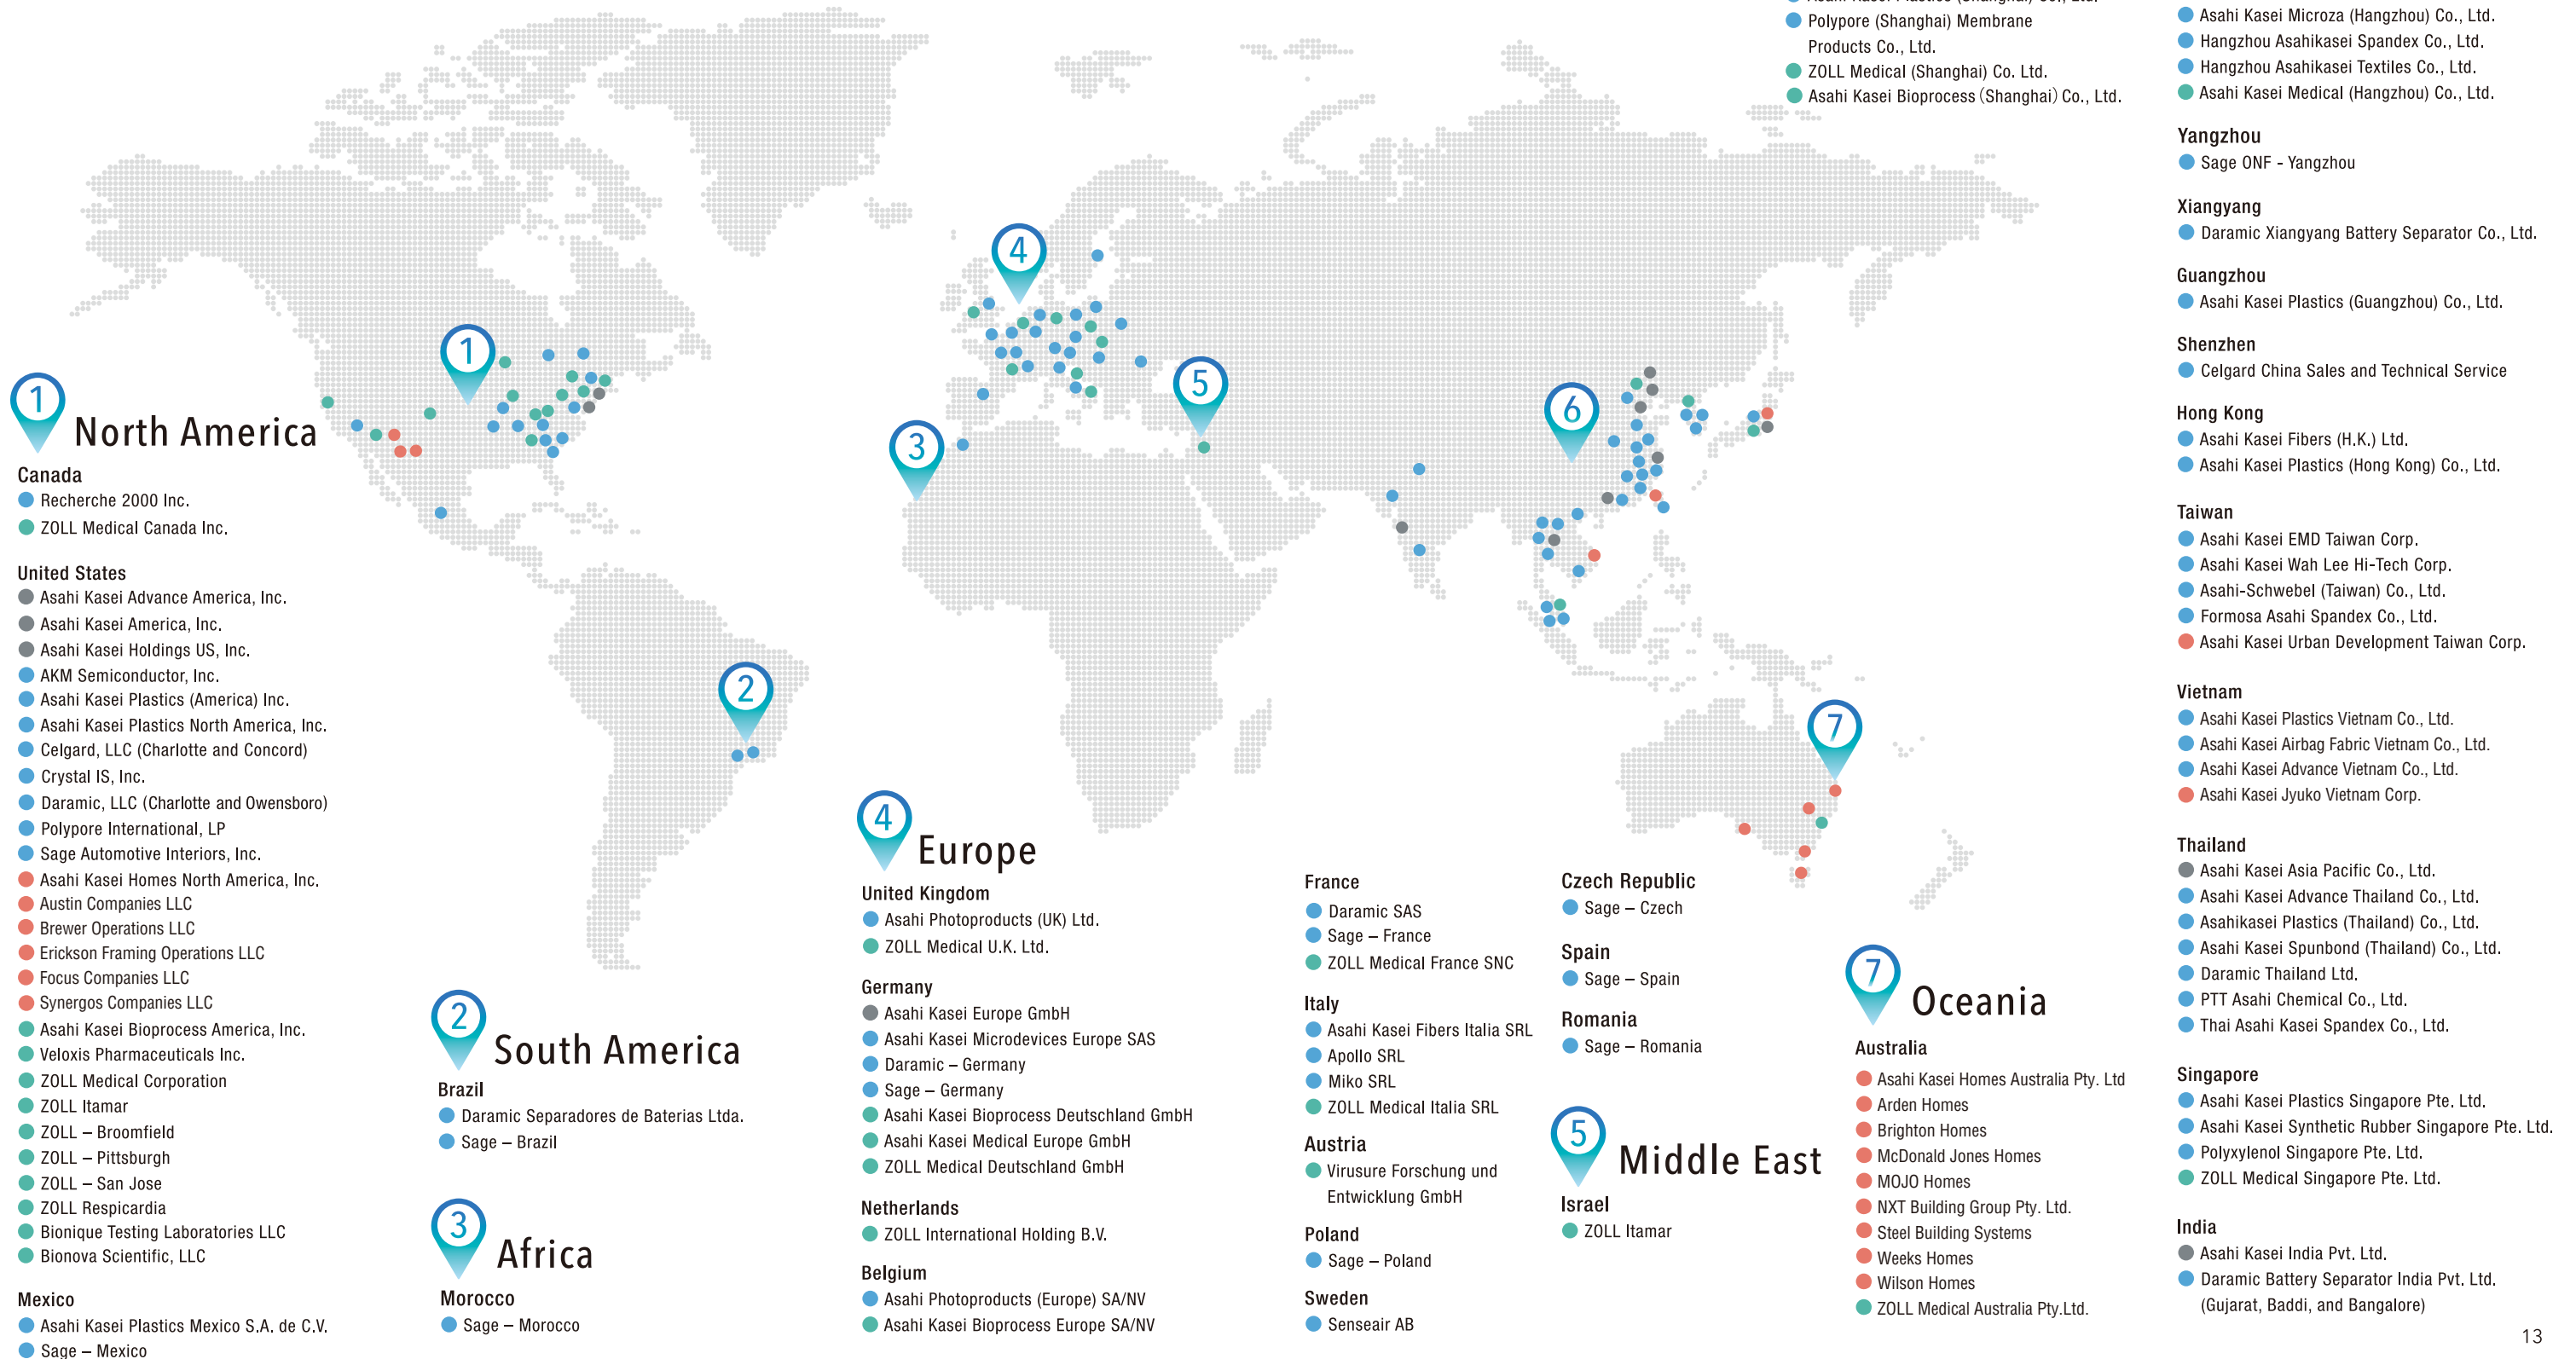 1
North America
Canada
Recherche 2000 Inc.
ZOLL Medical Canada Inc.
United States
Asahi Kasei Advance America, Inc.
Asahi Kasei America, Inc.
Asahi Kasei Holdings US, Inc.
AKM Semiconductor, Inc.
Asahi Kasei Plastics (America) Inc.
Asahi Kasei Plastics North America, Inc.
Celgard, LLC (Charlotte and Concord)
Crystal IS, Inc.
Daramic, LLC (Charlotte and Owensboro)
Polypore International, LP
Sage Automotive Interiors, Inc.
Asahi Kasei Homes North America, Inc.
Austin Companies LLC
Brewer Operations LLC
Erickson Framing Operations LLC
Focus Companies LLC
Synergos Companies LLC
Asahi Kasei Bioprocess America, Inc.
Veloxis Pharmaceuticals Inc.
ZOLL Medical Corporation
ZOLL Itamar
ZOLL – Broomfield
ZOLL – Pittsburgh
ZOLL – San Jose
ZOLL Respicardia
Bionique Testing Laboratories LLC
Bionova Scientific, LLC
Mexico
Asahi Kasei Plastics Mexico S.A. de C.V.
Sage – Mexico
1
2
3
4
5
6
7
2
South America
Brazil
Daramic Separadores de Baterias Ltda.
Sage – Brazil
3
Africa
Morocco
Sage – Morocco
4
Europe
United Kingdom
Asahi Photoproducts (UK) Ltd.
ZOLL Medical U.K. Ltd.
Germany
Asahi Kasei Europe GmbH
Asahi Kasei Microdevices Europe SAS
Daramic – Germany
Sage – Germany
Asahi Kasei Bioprocess Deutschland GmbH
Asahi Kasei Medical Europe GmbH
ZOLL Medical Deutschland GmbH
Netherlands
ZOLL International Holding B.V.
Belgium
Asahi Photoproducts (Europe) SA/NV
Asahi Kasei Bioprocess Europe SA/NV
France
Daramic SAS
Sage – France
ZOLL Medical France SNC
Italy
Asahi Kasei Fibers Italia SRL
Apollo SRL
Miko SRL
ZOLL Medical Italia SRL
Austria
Virusure Forschung und
Entwicklung GmbH
Poland
Sage – Poland
Sweden
Senseair AB
Czech Republic
Sage – Czech
Spain
Sage – Spain
Romania
Sage – Romania
5
Middle East
Israel
ZOLL Itamar
7
Oceania
Australia
Asahi Kasei Homes Australia Pty. Ltd
Arden Homes
Brighton Homes
McDonald Jones Homes
MOJO Homes
NXT Building Group Pty. Ltd.
Steel Building Systems
Weeks Homes
Wilson Homes
ZOLL Medical Australia Pty.Ltd.
Asahi Kasei Plastics (Shanghai) Co., Ltd.
Polypore (Shanghai) Membrane
Products Co., Ltd.
ZOLL Medical (Shanghai) Co. Ltd.
Asahi Kasei Bioprocess (Shanghai) Co., Ltd.
Asahi Kasei Microza (Hangzhou) Co., Ltd.
Hangzhou Asahikasei Spandex Co., Ltd.
Hangzhou Asahikasei Textiles Co., Ltd.
Asahi Kasei Medical (Hangzhou) Co., Ltd.
Yangzhou
Sage ONF - Yangzhou
Xiangyang
Daramic Xiangyang Battery Separator Co., Ltd.
Guangzhou
Asahi Kasei Plastics (Guangzhou) Co., Ltd.
Shenzhen
Celgard China Sales and Technical Service
Hong Kong
Asahi Kasei Fibers (H.K.) Ltd.
Asahi Kasei Plastics (Hong Kong) Co., Ltd.
Taiwan
Asahi Kasei EMD Taiwan Corp.
Asahi Kasei Wah Lee Hi-Tech Corp.
Asahi-Schwebel (Taiwan) Co., Ltd.
Formosa Asahi Spandex Co., Ltd.
Asahi Kasei Urban Development Taiwan Corp.
Vietnam
Asahi Kasei Plastics Vietnam Co., Ltd.
Asahi Kasei Airbag Fabric Vietnam Co., Ltd.
Asahi Kasei Advance Vietnam Co., Ltd.
Asahi Kasei Jyuko Vietnam Corp.
Thailand
Asahi Kasei Asia Pacific Co., Ltd.
Asahi Kasei Advance Thailand Co., Ltd.
Asahikasei Plastics (Thailand) Co., Ltd.
Asahi Kasei Spunbond (Thailand) Co., Ltd.
Daramic Thailand Ltd.
PTT Asahi Chemical Co., Ltd.
Thai Asahi Kasei Spandex Co., Ltd.
Singapore
Asahi Kasei Plastics Singapore Pte. Ltd.
Asahi Kasei Synthetic Rubber Singapore Pte. Ltd.
Polyxylenol Singapore Pte. Ltd.
ZOLL Medical Singapore Pte. Ltd.
India
Asahi Kasei India Pvt. Ltd.
Daramic Battery Separator India Pvt. Ltd.
(Gujarat, Baddi, and Bangalore)
13